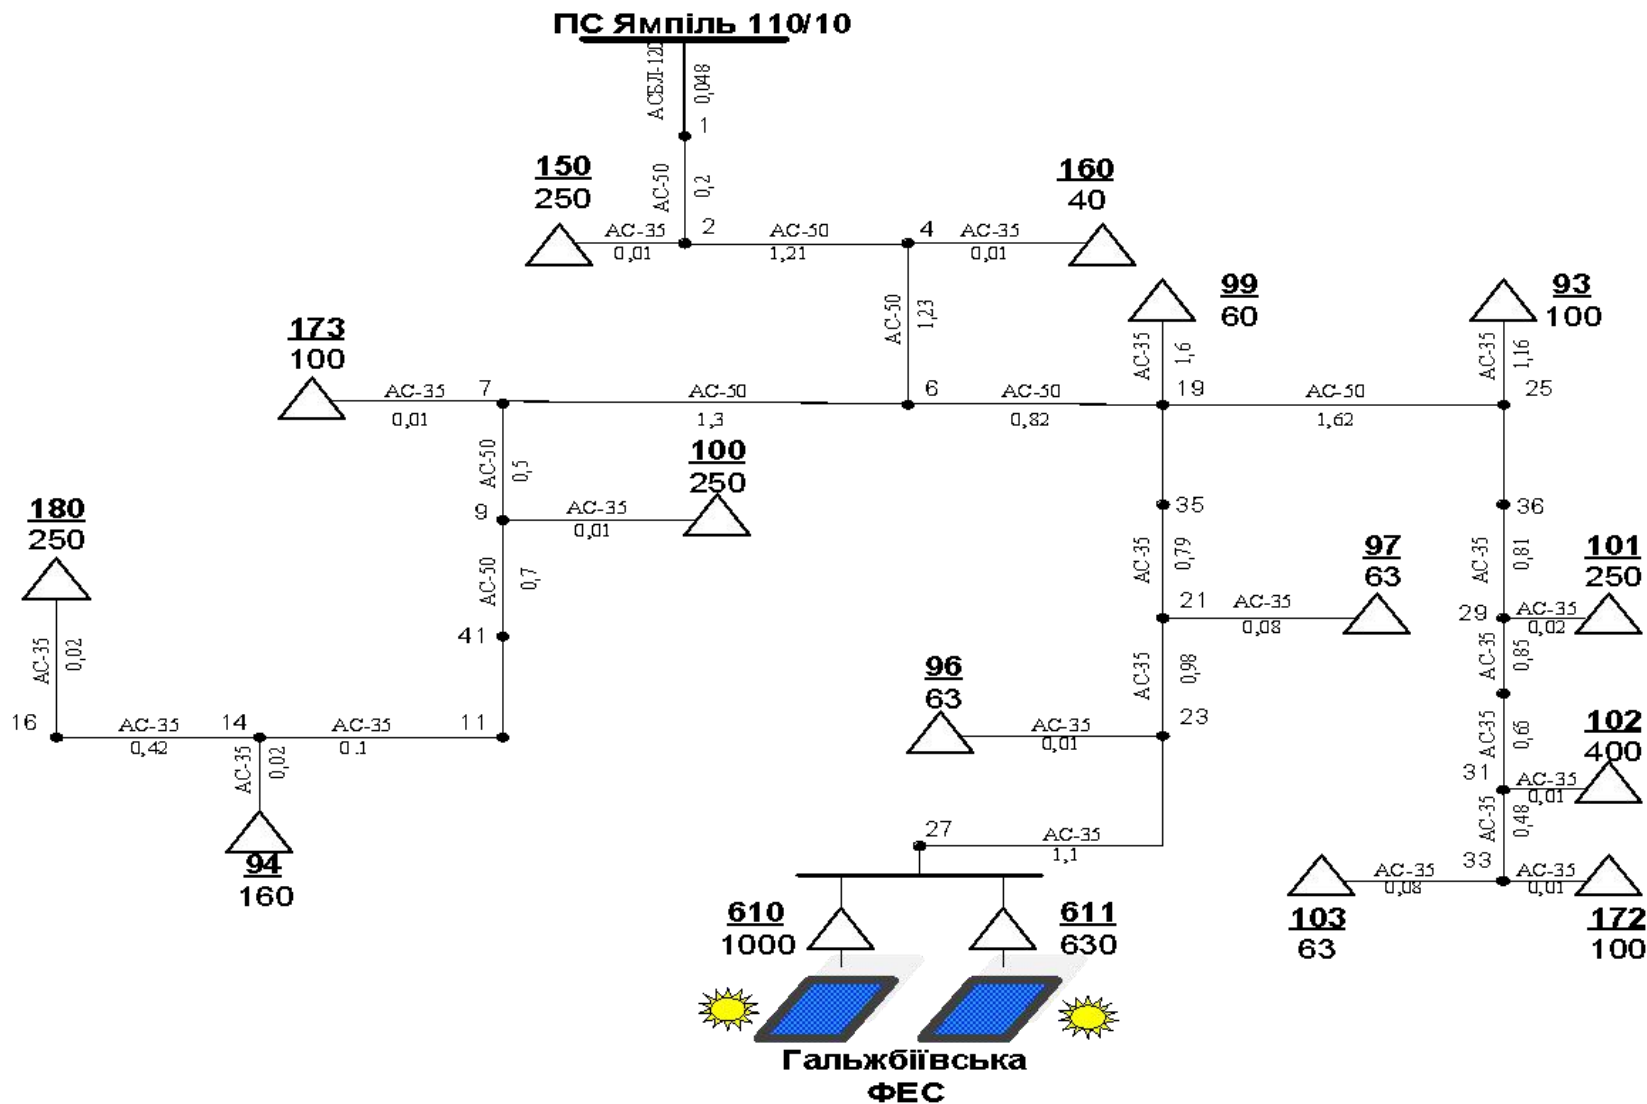 ПС Ямпіль 110/10
АСБЛ-120
0,048
1
АС-50
0,2
150
250
160
40
АС-35
0,01
2
АС-50
1,21
4
АС-35
0,01
99
60
93
100
АС-50
1,23
173
100
АС-35
1,6
АС-35
1,16
АС-35
0,01
7
АС-50
1,3
6
АС-50
0,82
19
АС-50
1,62
25
АС-50
0,5
100
250
180
250
9
АС-35
0,01
35
36
АС-50
0,7
АС-35
0,79
97
63
АС-35
0,81
101
250
21
АС-35
0,08
29
АС-35
0,02
41
АС-35
0,02
96
63
АС-35
0,98
АС-35
0,85
16
АС-35
0,42
14
АС-35
0.1
11
АС-35
0,01
23
АС-35
0,65
102
400
АС-35
0,02
31
АС-35
0,01
94
160
27
АС-35
1,1
АС-35
0,48
33
АС-35
0,08
АС-35
0,01
610
1000
611
630
103
63
172
100
Гальжбіївська
ФЕС